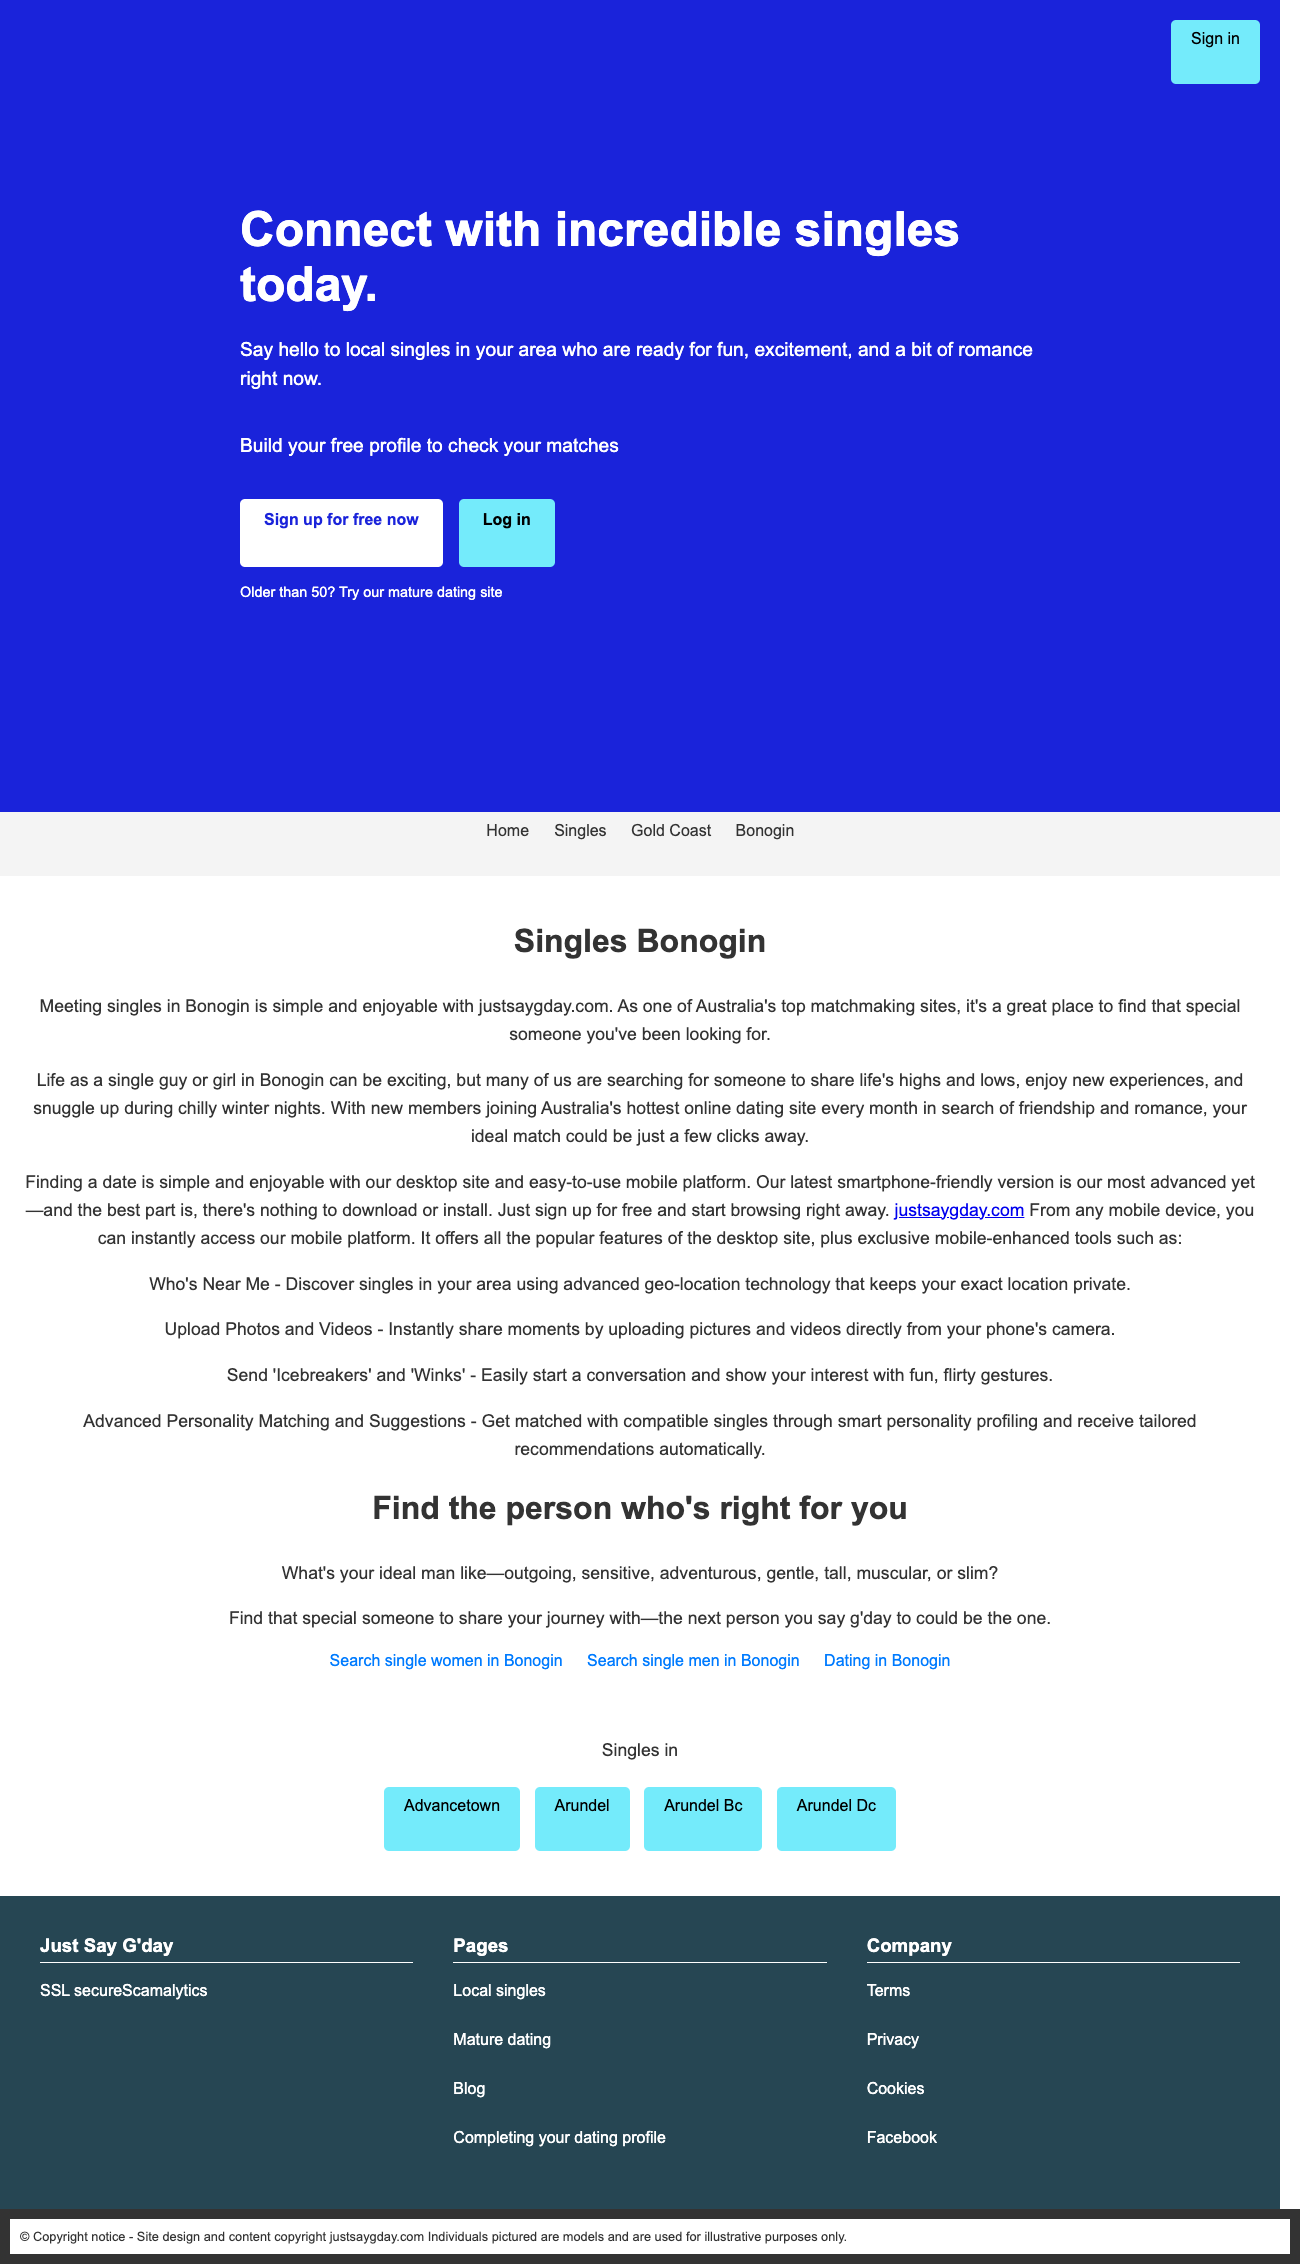 Sign in
Connect with incredible singles
today.
Say hello to local singles in your area who are ready for fun, excitement, and a bit of romance
right now.
Build your free profile to check your matches
Sign up for free now
Log in
Older than 50? Try our mature dating site
Home Singles Gold Coast Bonogin
Singles Bonogin
Meeting singles in Bonogin is simple and enjoyable with justsaygday.com. As one of Australia's top matchmaking sites, it's a great place to find that special
someone you've been looking for.
Life as a single guy or girl in Bonogin can be exciting, but many of us are searching for someone to share life's highs and lows, enjoy new experiences, and
snuggle up during chilly winter nights. With new members joining Australia's hottest online dating site every month in search of friendship and romance, your
ideal match could be just a few clicks away.
Finding a date is simple and enjoyable with our desktop site and easy-to-use mobile platform. Our latest smartphone-friendly version is our most advanced yet
—and the best part is, there's nothing to download or install. Just sign up for free and start browsing right away. justsaygday.com From any mobile device, you
can instantly access our mobile platform. It offers all the popular features of the desktop site, plus exclusive mobile-enhanced tools such as:
Who's Near Me - Discover singles in your area using advanced geo-location technology that keeps your exact location private.
Upload Photos and Videos - Instantly share moments by uploading pictures and videos directly from your phone's camera.
Send 'Icebreakers' and 'Winks' - Easily start a conversation and show your interest with fun, flirty gestures.
Advanced Personality Matching and Suggestions - Get matched with compatible singles through smart personality profiling and receive tailored
recommendations automatically.
Find the person who's right for you
What's your ideal man like—outgoing, sensitive, adventurous, gentle, tall, muscular, or slim?
Find that special someone to share your journey with—the next person you say g'day to could be the one.
Search single women in Bonogin Search single men in Bonogin Dating in Bonogin
Singles in
Advancetown Arundel Arundel Bc Arundel Dc
Just Say G'day
SSL secureScamalytics
Pages
Local singles
Mature dating
Blog
Completing your dating profile
Company
Terms
Privacy
Cookies
Facebook
© Copyright notice - Site design and content copyright justsaygday.com Individuals pictured are models and are used for illustrative purposes only.